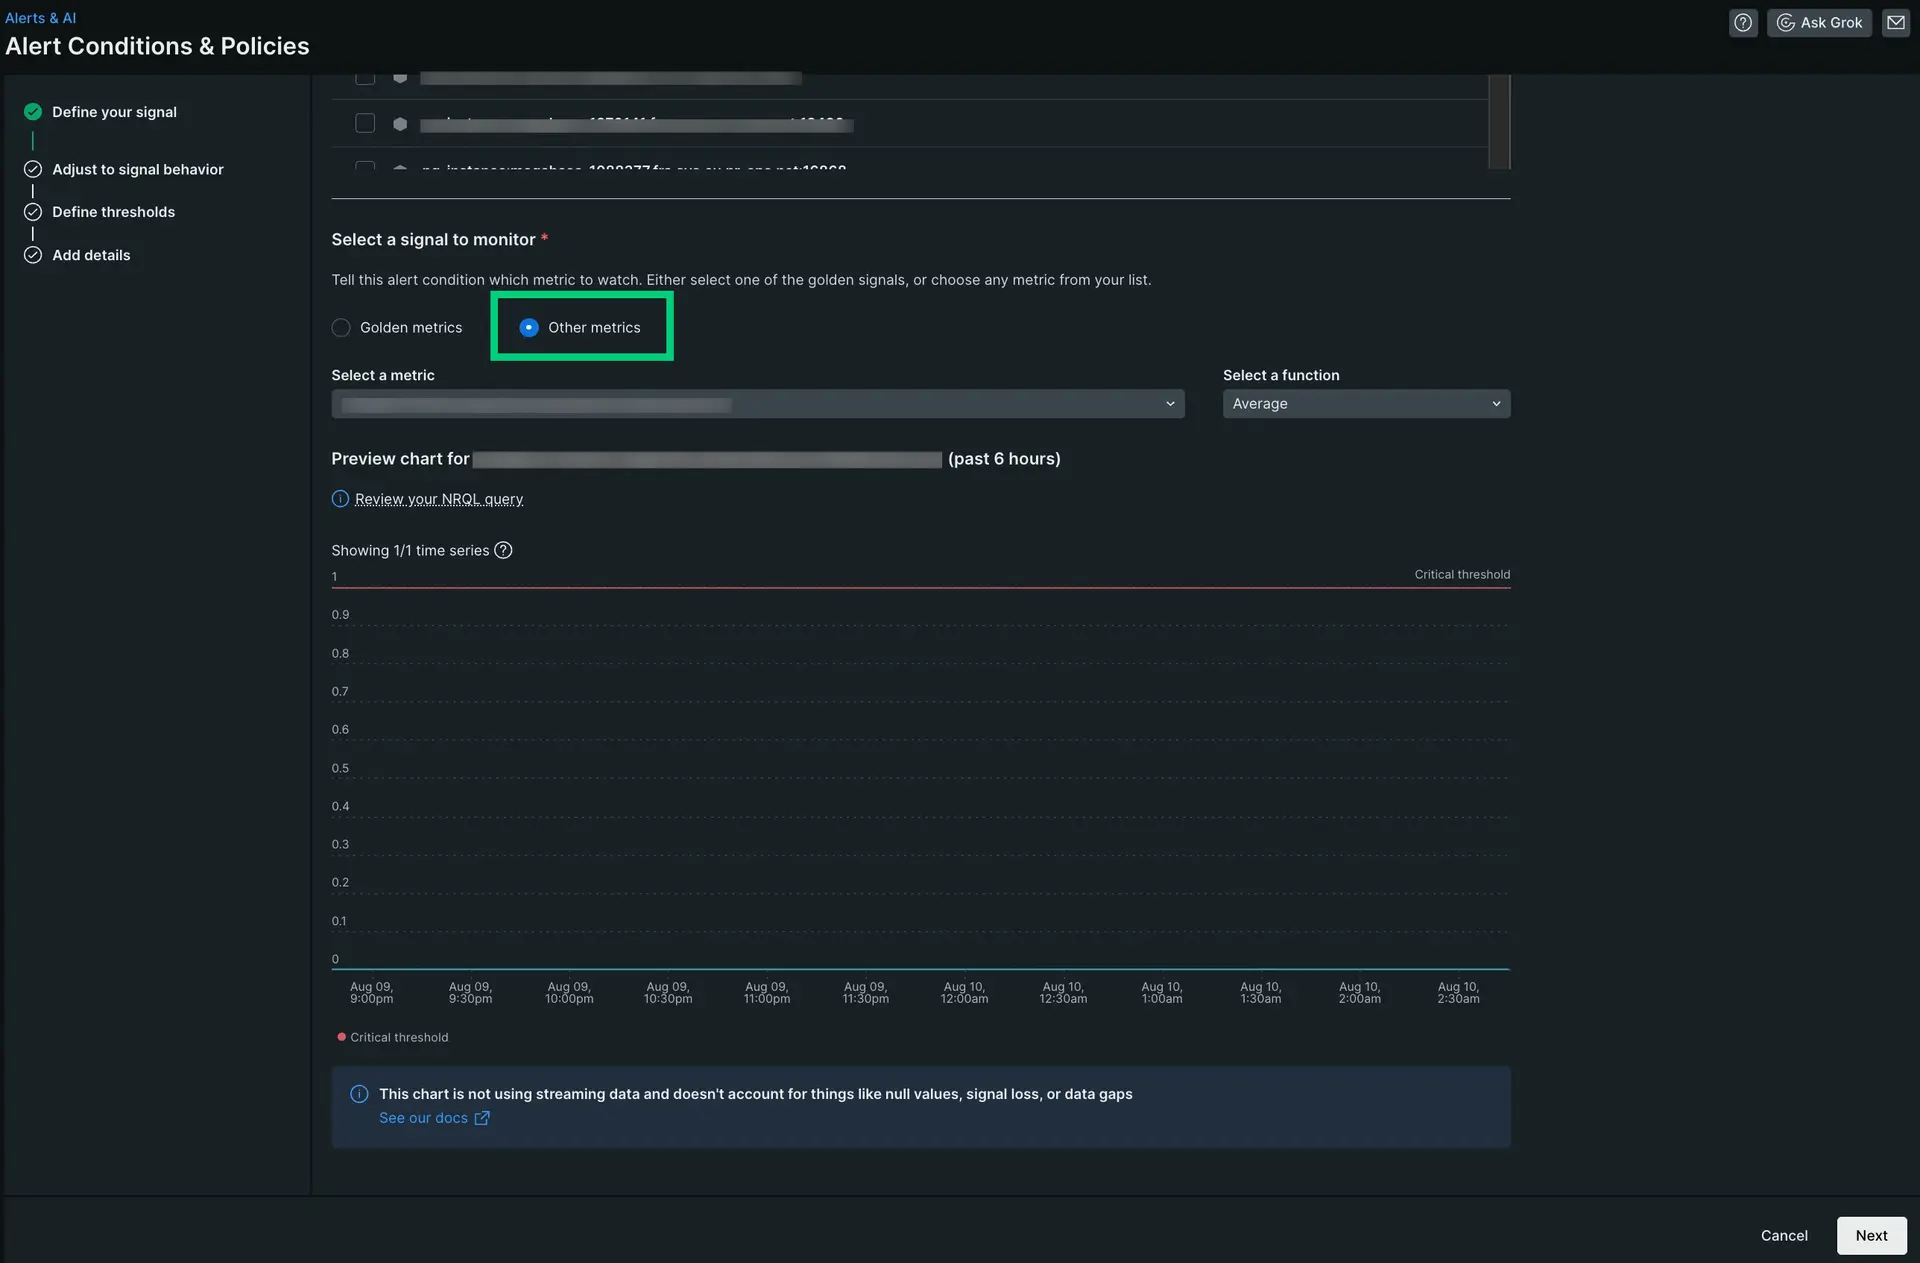 Alerts & AI
Alert Conditions & Policies
Ask Grok
Define your signal
Adjust to signal behavior
Define thresholds
Add details
Select a signal to monitor *
Tell this alert condition which metric to watch. Either select one of the golden signals, or choose any metric from your list.
Golden metrics
Other metrics
Select a metric
Select a function
Average
Preview chart for (past 6 hours)
Review your NRQL query
Showing 1/1 time series
1
Critical threshold
0.9
0.8
0.7
0.6
0.5
0.4
0.3
0.2
0.1
0
Aug 09, 9:00pm
Aug 09, 9:30pm
Aug 09, 10:00pm
Aug 09, 10:30pm
Aug 09, 11:00pm
Aug 09, 11:30pm
Aug 10, 12:00am
Aug 10, 12:30am
Aug 10, 1:00am
Aug 10, 1:30am
Aug 10, 2:00am
Aug 10, 2:30am
Critical threshold
This chart is not using streaming data and doesn't account for things like null values, signal loss, or data gaps
See our docs
Cancel
Next